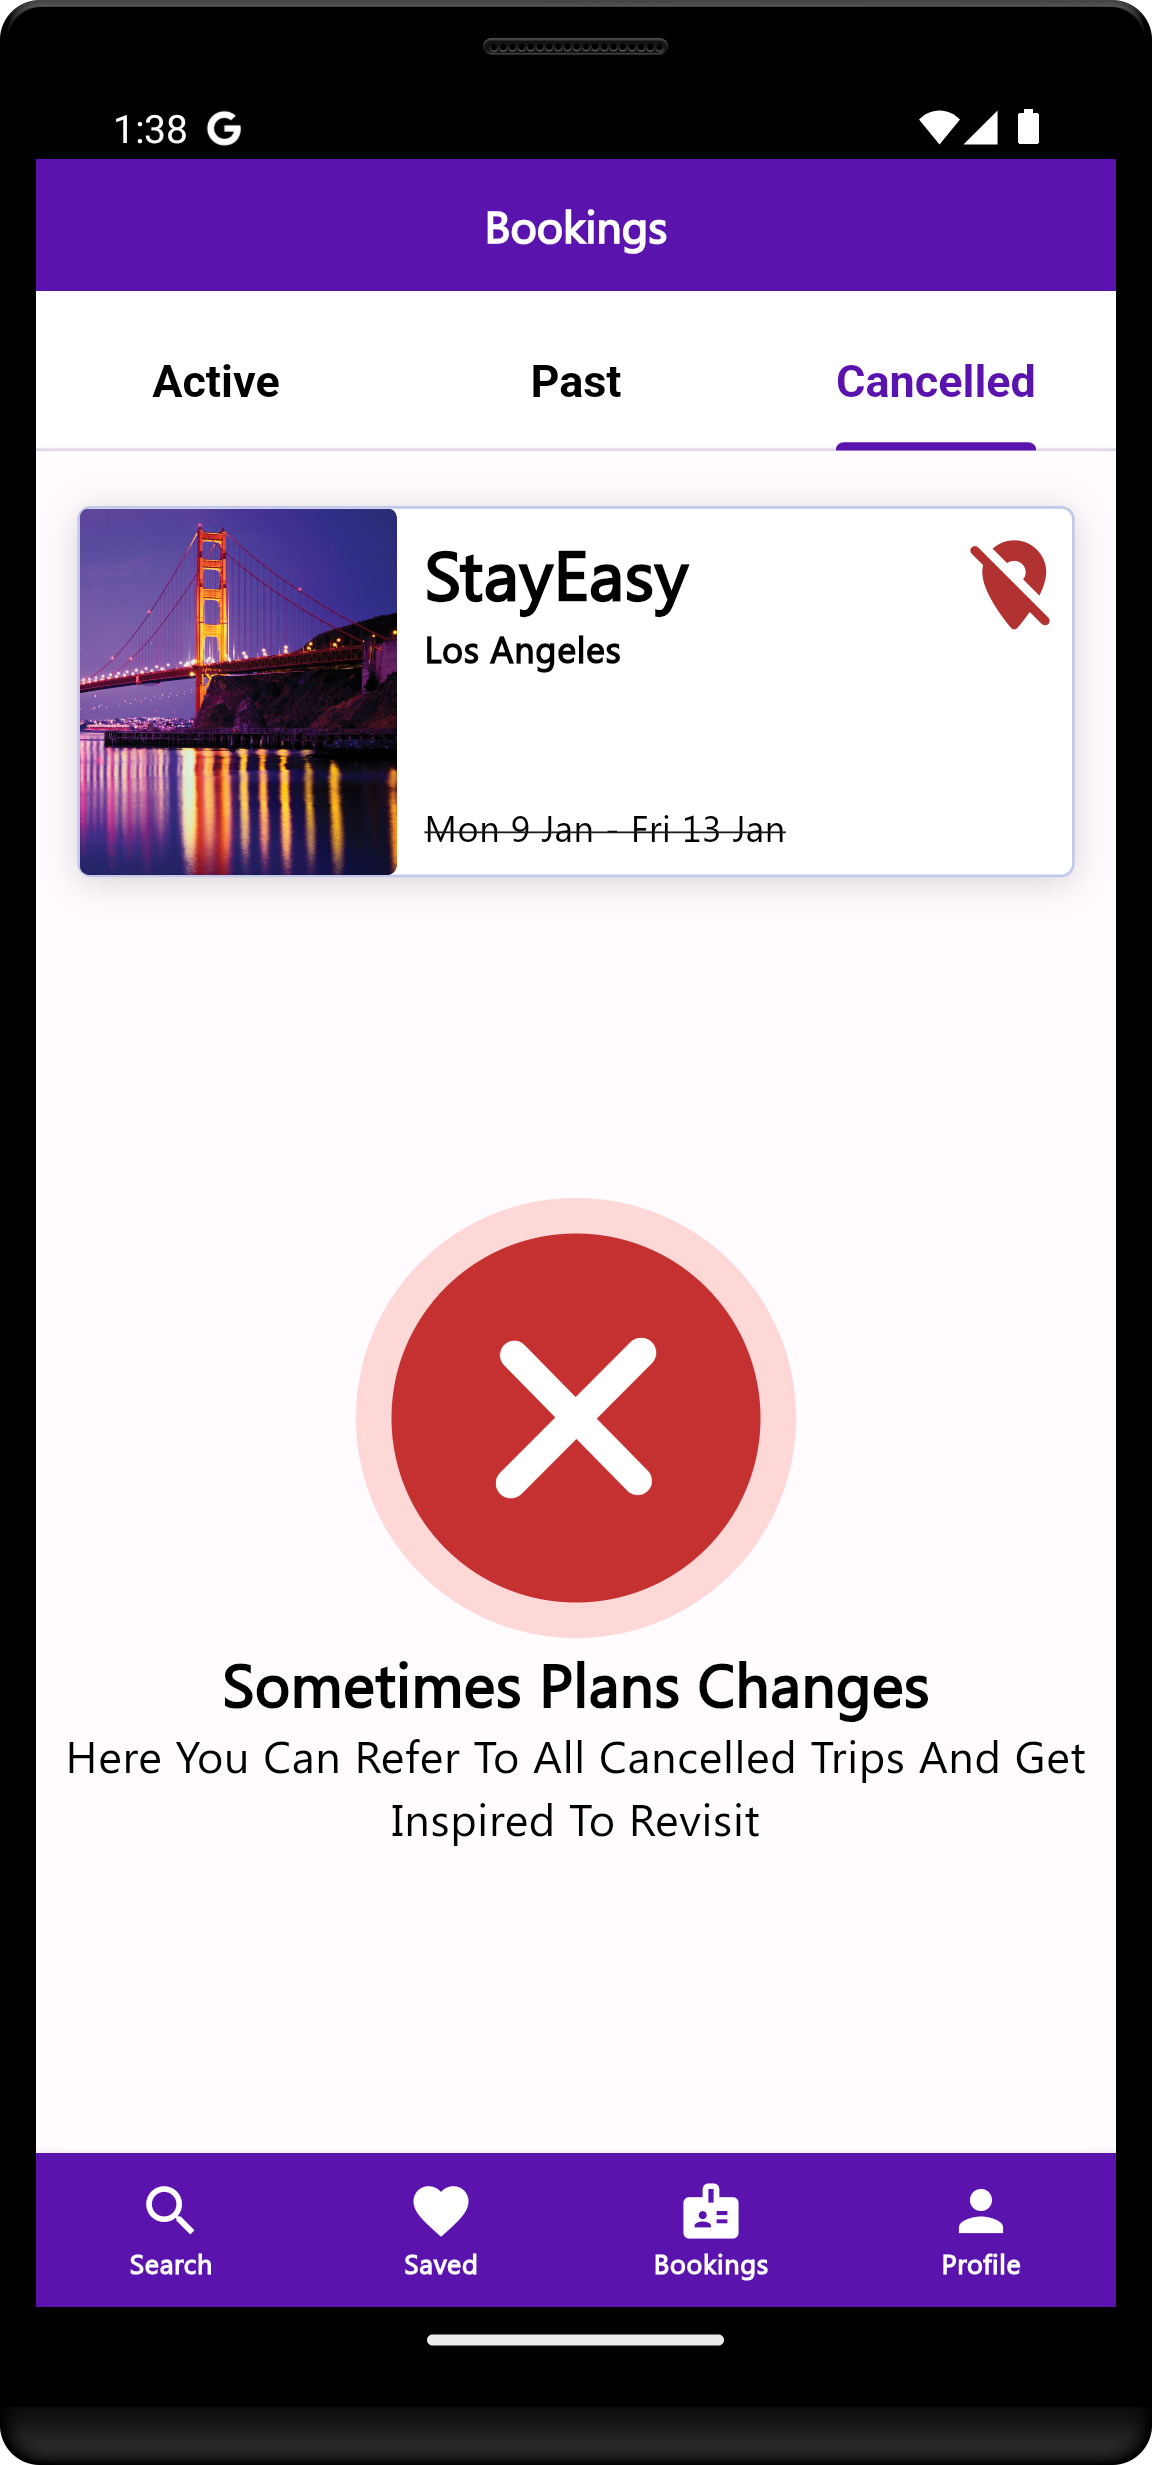 1:38
Bookings
Active Past Cancelled
StayEasy
Los Angeles
Mon 9 Jan - Fri 13 Jan
Sometimes Plans Changes
Here You Can Refer To All Cancelled Trips And Get
Inspired To Revisit
Search Saved Bookings Profile